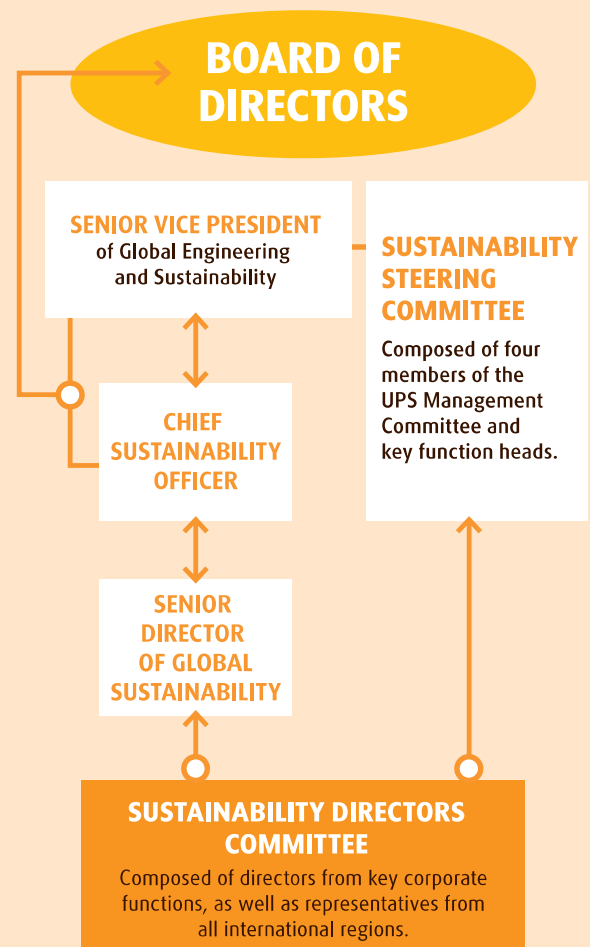 BOARD OF
DIRECTORS
SENIOR VICE PRESIDENT
of Global Engineering
and Sustainability
SUSTAINABILITY
STEERING
COMMITTEE
Composed of four
members of the
UPS Management
Committee and
key function heads.
CHIEF
SUSTAINABILITY
OFFICER
SENIOR
DIRECTOR
OF GLOBAL
SUSTAINABILITY
SUSTAINABILITY DIRECTORS
COMMITTEE
Composed of directors from key corporate
functions, as well as representatives from
all international regions.